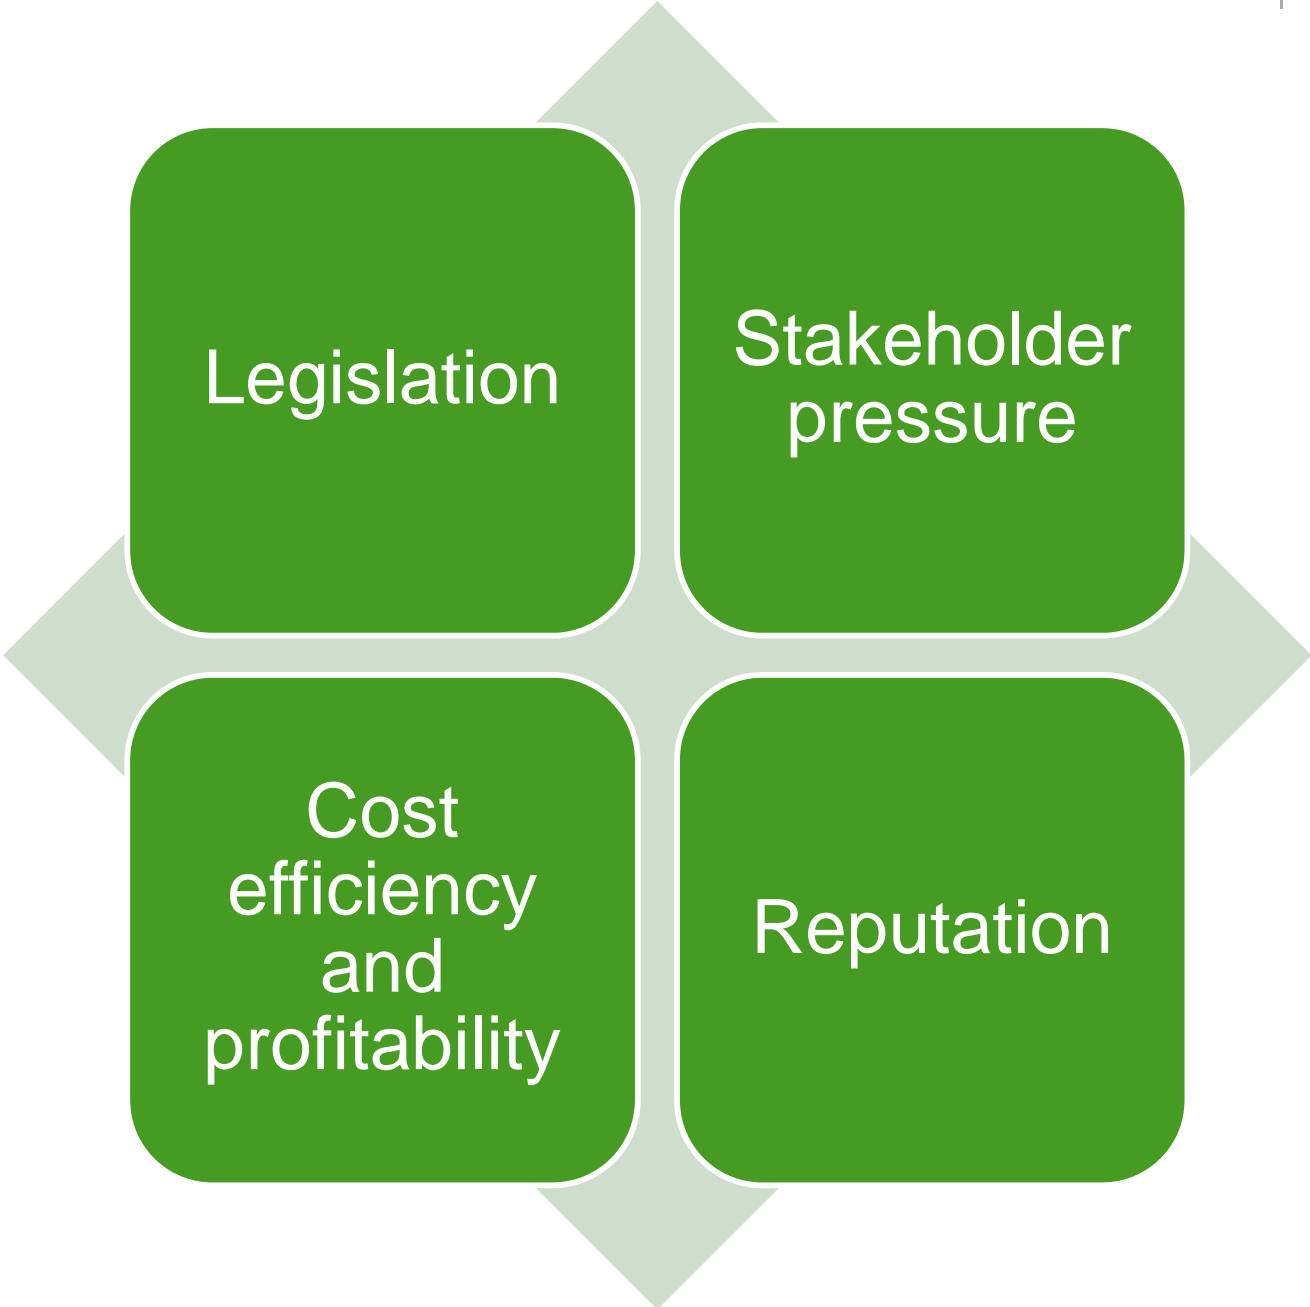 Legislation
Stakeholder
pressure
Cost
efficiency
and
profitability
Reputation